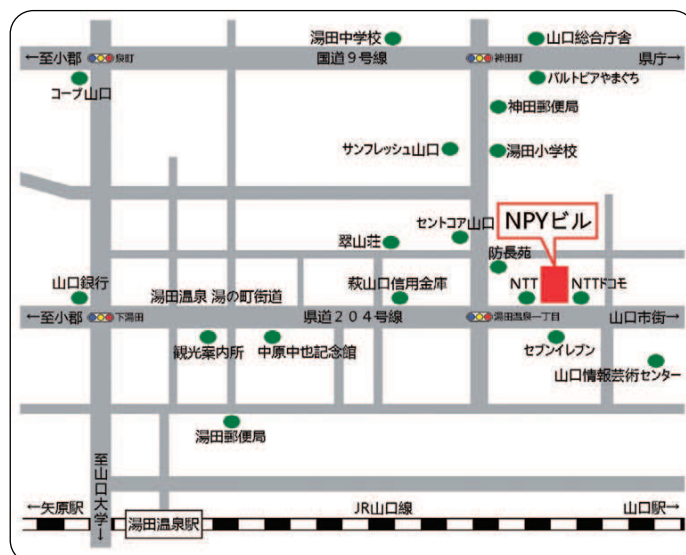 湯田中学校
山口総合庁舎
←至小郡
泉町
国道9号線
神田町
県庁→
コープ山口
パルトピアやまぐち
神田郵便局
サンフレッシュ山口
湯田小学校
NPYビル
セントコア山口
翠山荘
防長苑
山口銀行
湯田温泉 湯の町街道
萩山口信用金庫
NTT
NTTドコモ
←至小郡
下湯田
県道204号線
湯田温泉一丁目
山口市街→
観光案内所
中原中也記念館
セブンイレブン
山口情報芸術センター
湯田郵便局
至山口大学→
←矢原駅
JR山口線
山口駅→
湯田温泉駅